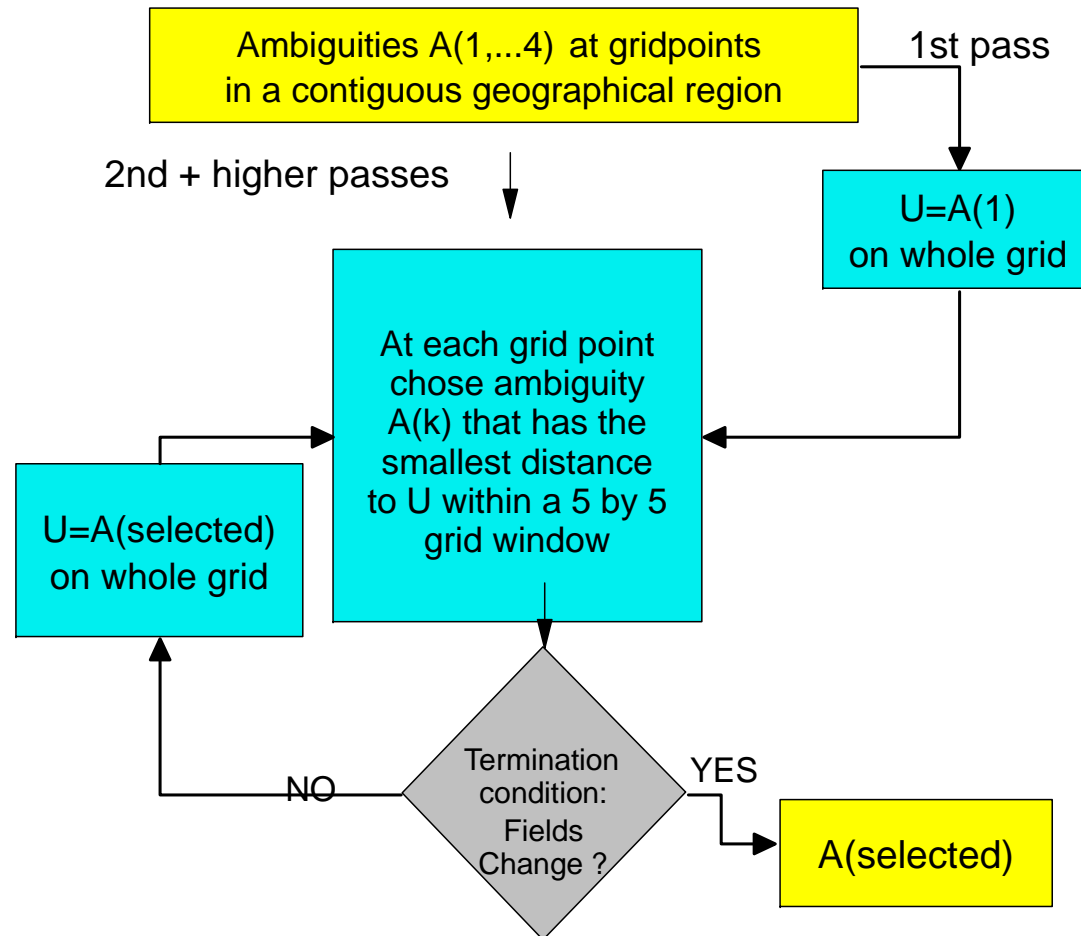 Ambiguities A(1,...4) at gridpoints
in a contiguous geographical region
1st pass
2nd + higher passes
U=A(1)
on whole grid
At each grid point
chose ambiguity
A(k) that has the
smallest distance
to U within a 5 by 5
grid window
U=A(selected)
on whole grid
Termination
condition:
Fields
Change ?
NO
YES
A(selected)